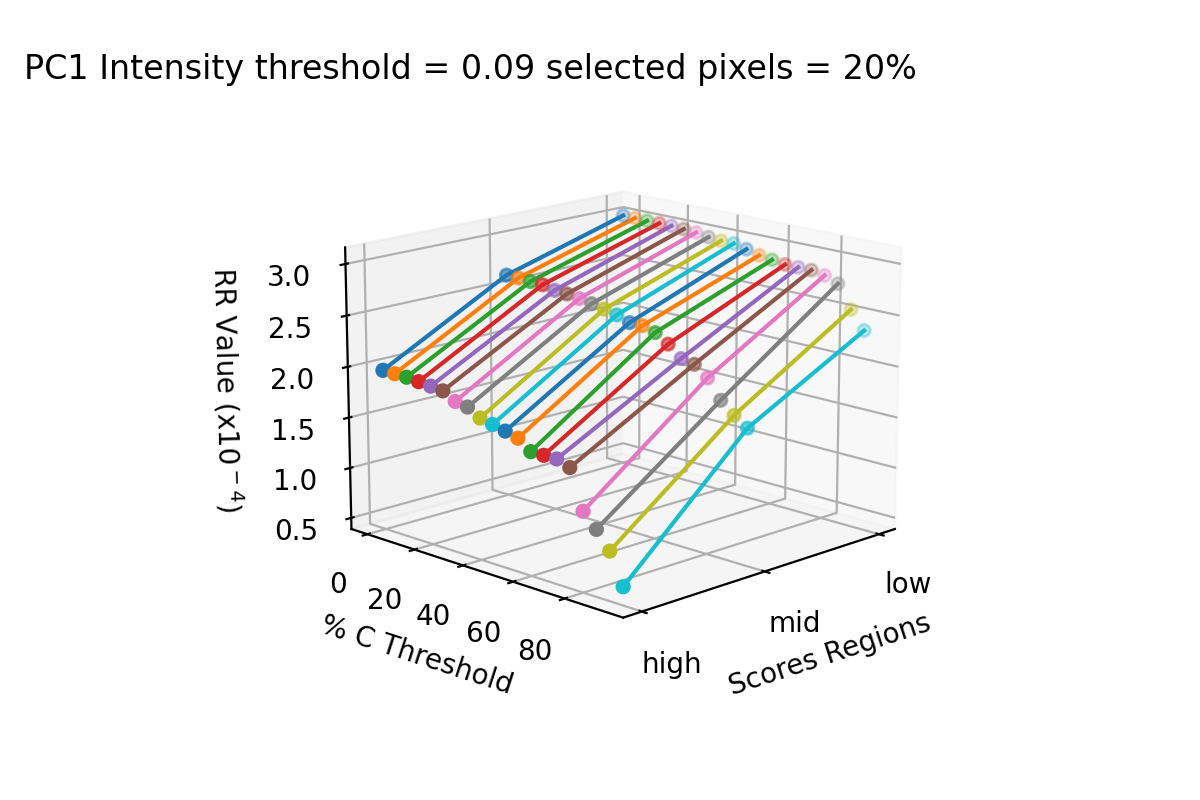 PC1 Intensity threshold = 0.09 selected pixels = 20%
RR Value (x10⁻⁴)
3.0
2.5
2.0
1.5
1.0
0.5
0
20
40
60
80
% C Threshold
high
mid
low
Scores Regions